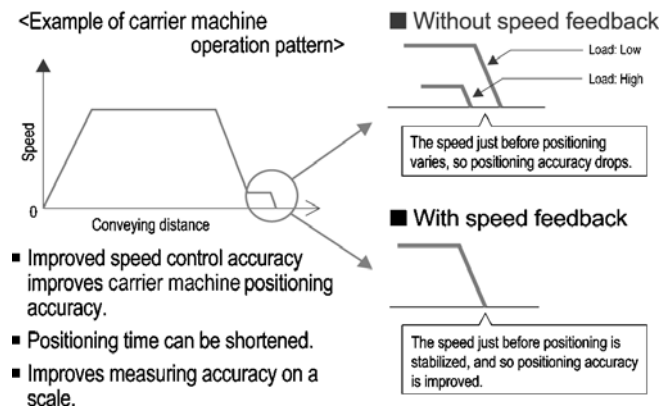 <Example of carrier machine
operation pattern>
Speed
0
Conveying distance
■ Improved speed control accuracy
improves carrier machine positioning
accuracy.
■ Positioning time can be shortened.
■ Improves measuring accuracy on a
scale.
■ Without speed feedback
Load: Low
Load: High
The speed just before positioning
varies, so positioning accuracy drops.
■ With speed feedback
The speed just before positioning is
stabilized, and so positioning accuracy
is improved.